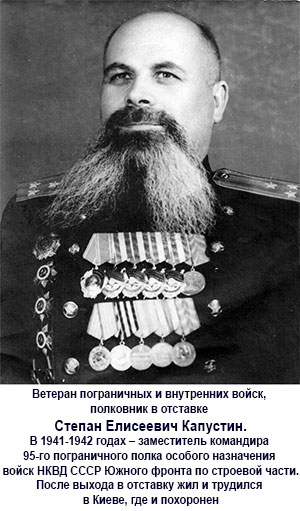 Ветеран пограничных и внутренних войск,
полковник в отставке
Степан Елисеевич Капустин.
В 1941-1942 годах – заместитель командира
95-го пограничного полка особого назначения
войск НКВД СССР Южного фронта по строевой части.
После выхода в отставку жил и трудился
в Киеве, где и похоронен